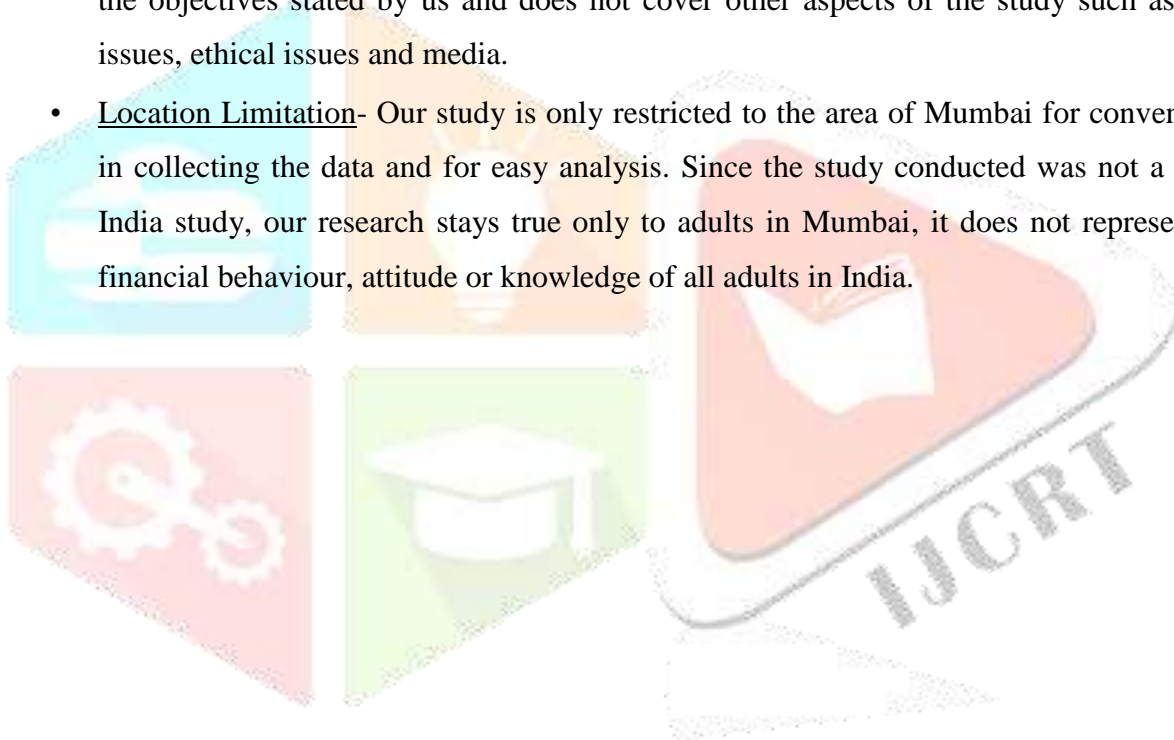 the objectives stated by us and does not cover other aspects of the study such as
issues, ethical issues and media.
• Location Limitation- Our study is only restricted to the area of Mumbai for
in collecting the data and for easy analysis. Since the study conducted was not a
India study, our research stays true only to adults in Mumbai, it does not
financial behaviour, attitude or knowledge of all adults in India.
IJCRT